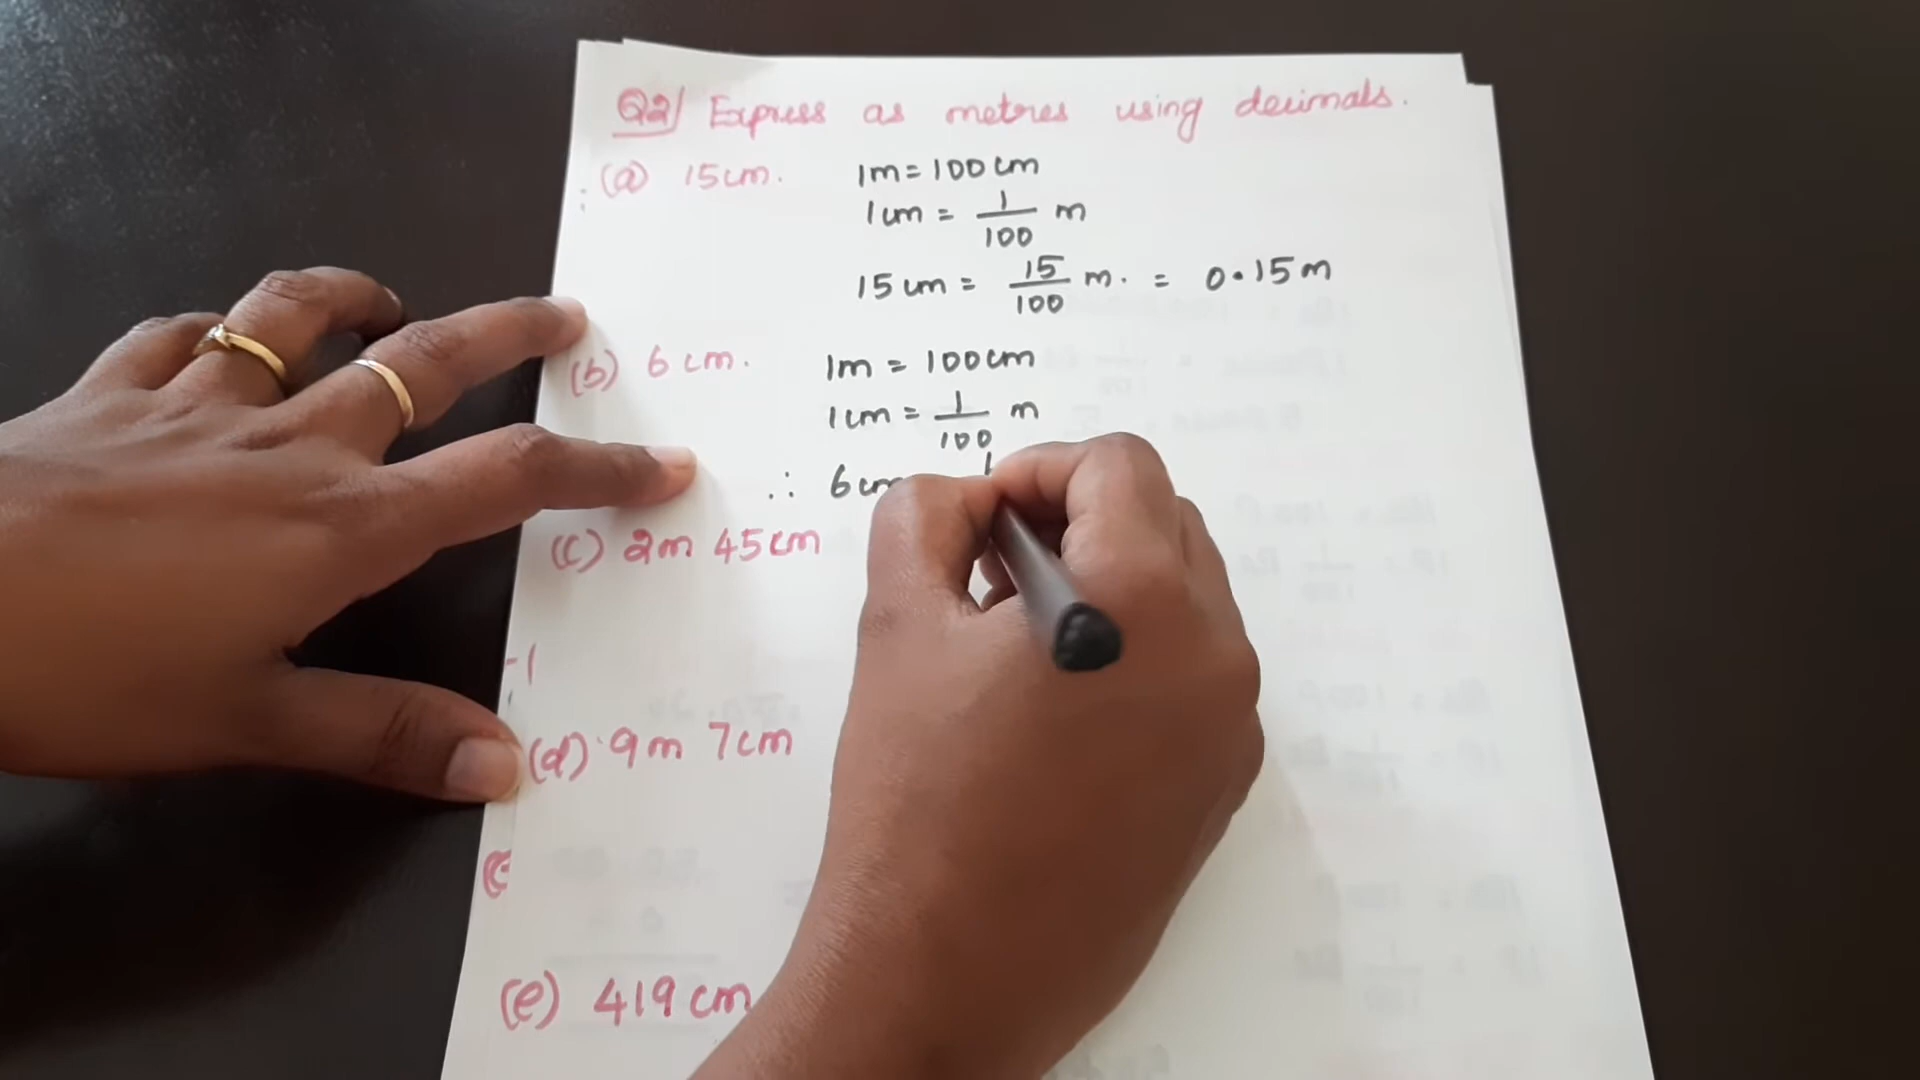 Q2/ Express as metres using decimals.
(a) 15cm. 1m = 100cm
1cm = 1/100 m
15cm = 15/100 m. = 0.15m
(b) 6cm. 1m = 100cm
1cm = 1/100 m
∴ 6cm
(c) 2m 45cm
(d) 9m 7cm
(e) 419cm